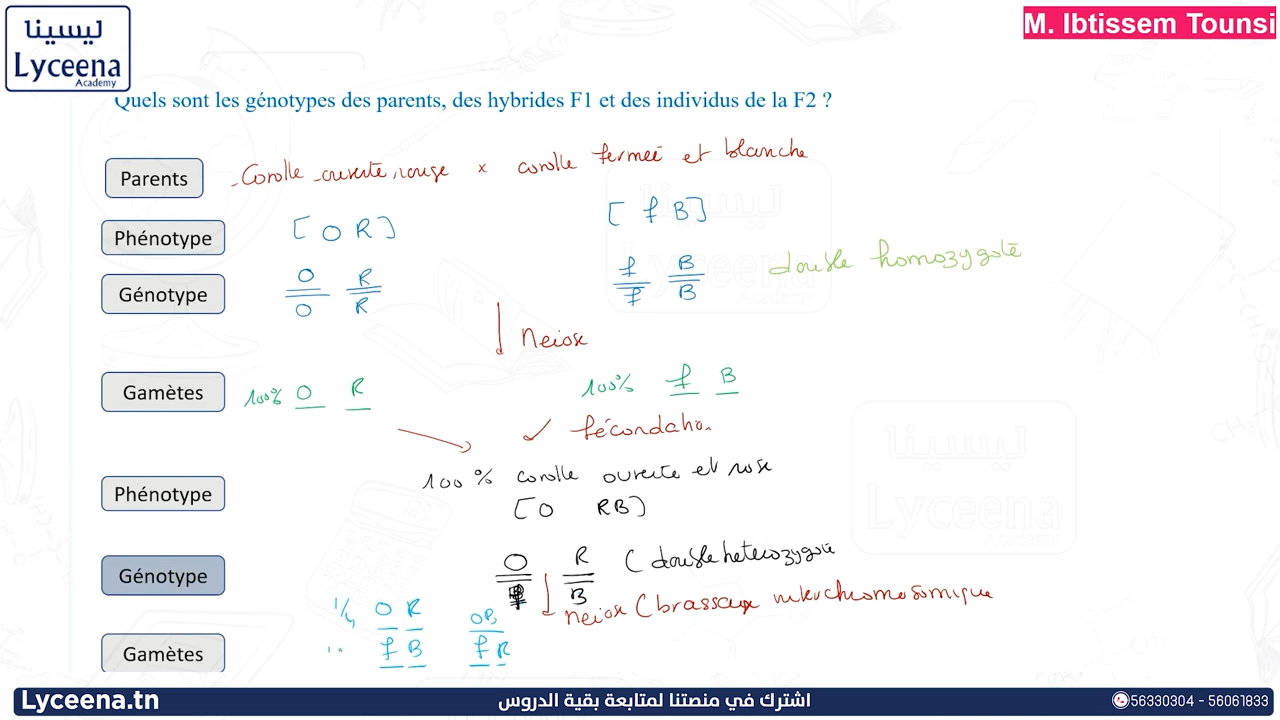 ليسينا
Lyceena
Academy
M. Ibtissem Tounsi
Quels sont les génotypes des parents, des hybrides F1 et des individus de la F2 ?
Parents
- Corolle ouverte, rouge x corolle fermée et blanche
Phénotype
[ O R ] [ f B ]
Génotype
O R f B double homozygote
O R f B
Meiose
Gamètes
100% O R 100% f B
fécondation
100 % corolle ouverte et rose
Phénotype
[ O RB ]
Génotype
O R ( double heterozygote
B
Meiose ( brassage interchromosomique
1/4 O R OB
Gamètes
f B f R
Lyceena.tn
اشترك في منصتنا لمتابعة بقية الدروس
56330304 - 56061833